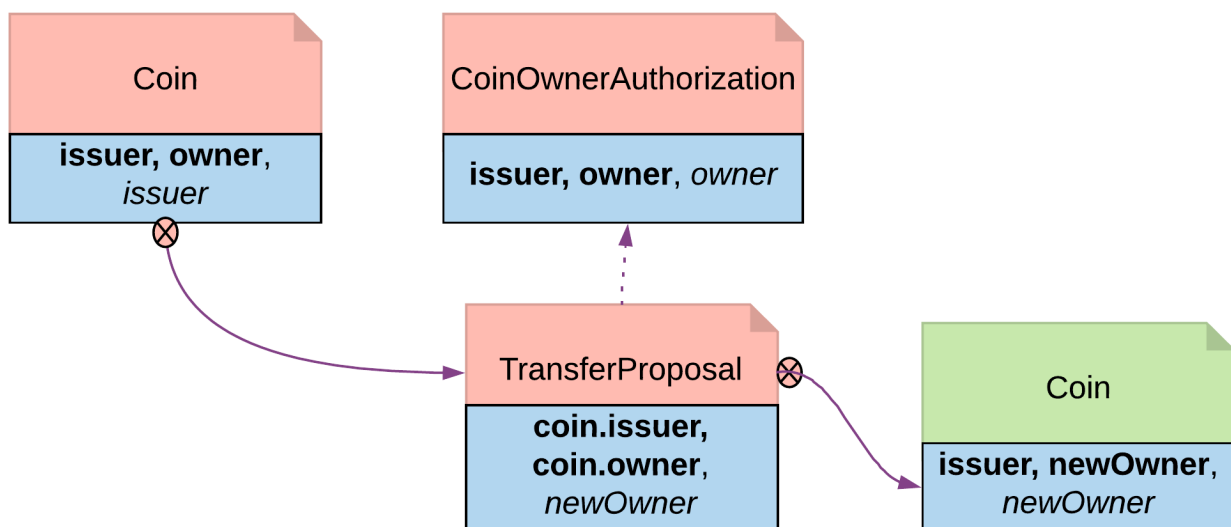 Coin
issuer, owner,
issuer
CoinOwnerAuthorization
issuer, owner, owner
TransferProposal
coin.issuer,
coin.owner,
newOwner
Coin
issuer, newOwner,
newOwner